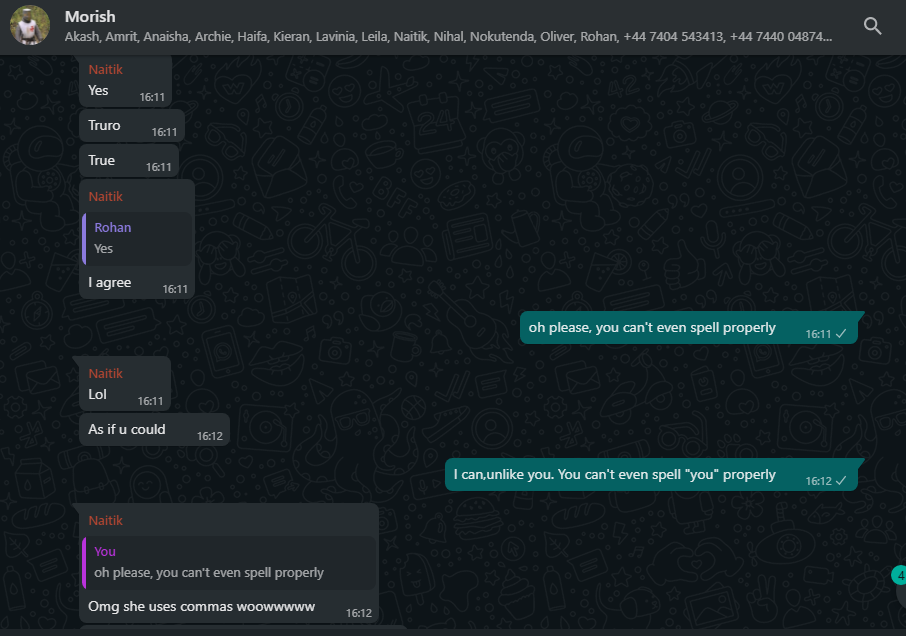 Morish
Akash, Amrit, Anaisha, Archie, Haifa, Kieran, Lavinia, Leila, Naitik, Nihal, Nokutenda, Oliver, Rohan, +44 7404 543413, +44 7440 04874...
Naitik
Yes
16:11
Truro
16:11
True
16:11
Naitik
Rohan
Yes
I agree
16:11
oh please, you can't even spell properly
16:11
Naitik
Lol
16:11
As if u could
16:12
I can,unlike you. You can't even spell "you" properly
16:12
Naitik
You
oh please, you can't even spell properly
Omg she uses commas woowwwww
16:12
4